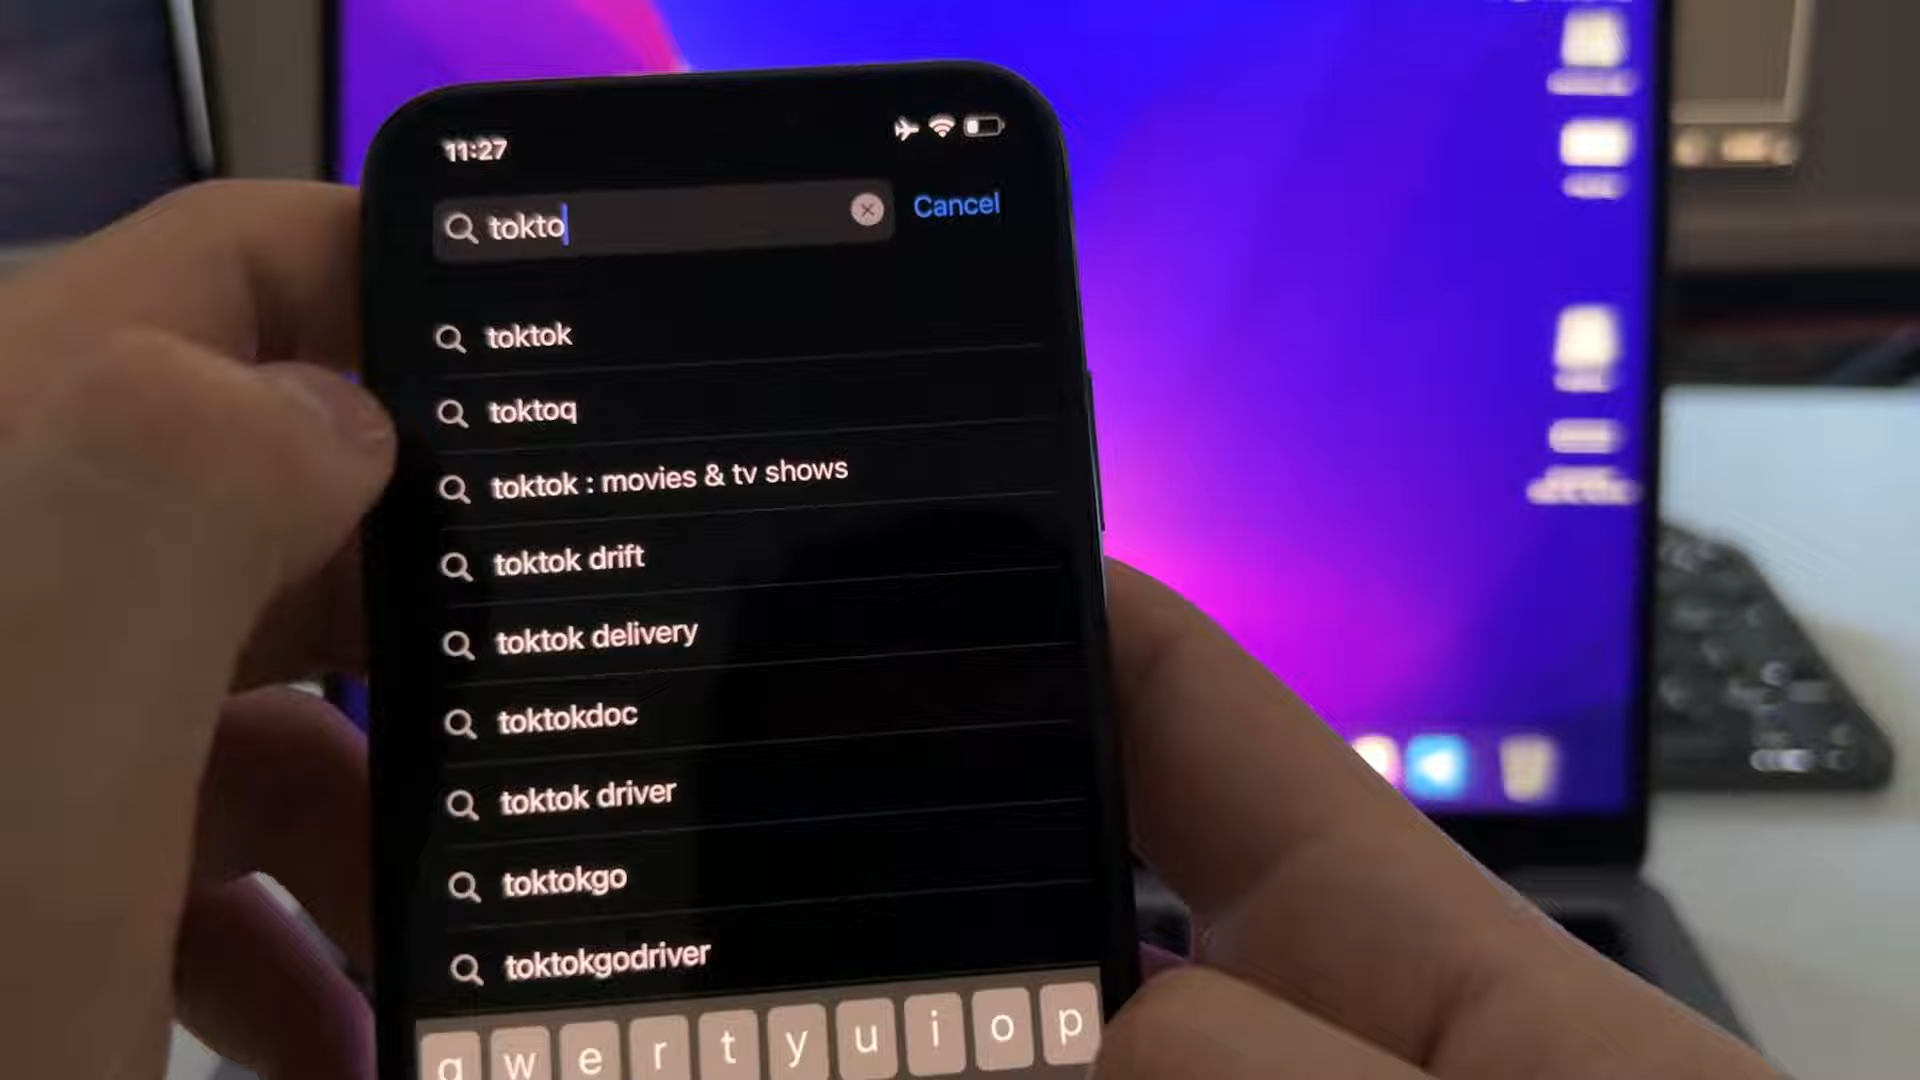 11:27
tokto
Cancel
toktok
toktoq
toktok : movies & tv shows
toktok drift
toktok delivery
toktokdoc
toktok driver
toktokgo
toktokgodriver
q w e r t y u i o p